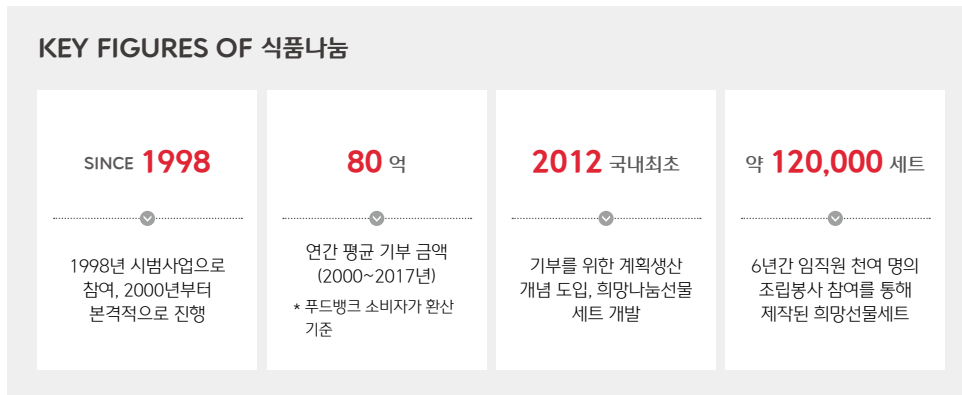 KEY FIGURES OF 식품나눔
SINCE 1998
1998년 시범사업으로
참여, 2000년부터
본격적으로 진행
80 억
연간 평균 기부 금액
(2000~2017년)
* 푸드뱅크 소비자가 환산
기준
2012 국내최초
기부를 위한 계획생산
개념 도입, 희망나눔선물
세트 개발
약 120,000 세트
6년간 임직원 천여 명의
조립봉사 참여를 통해
제작된 희망선물세트